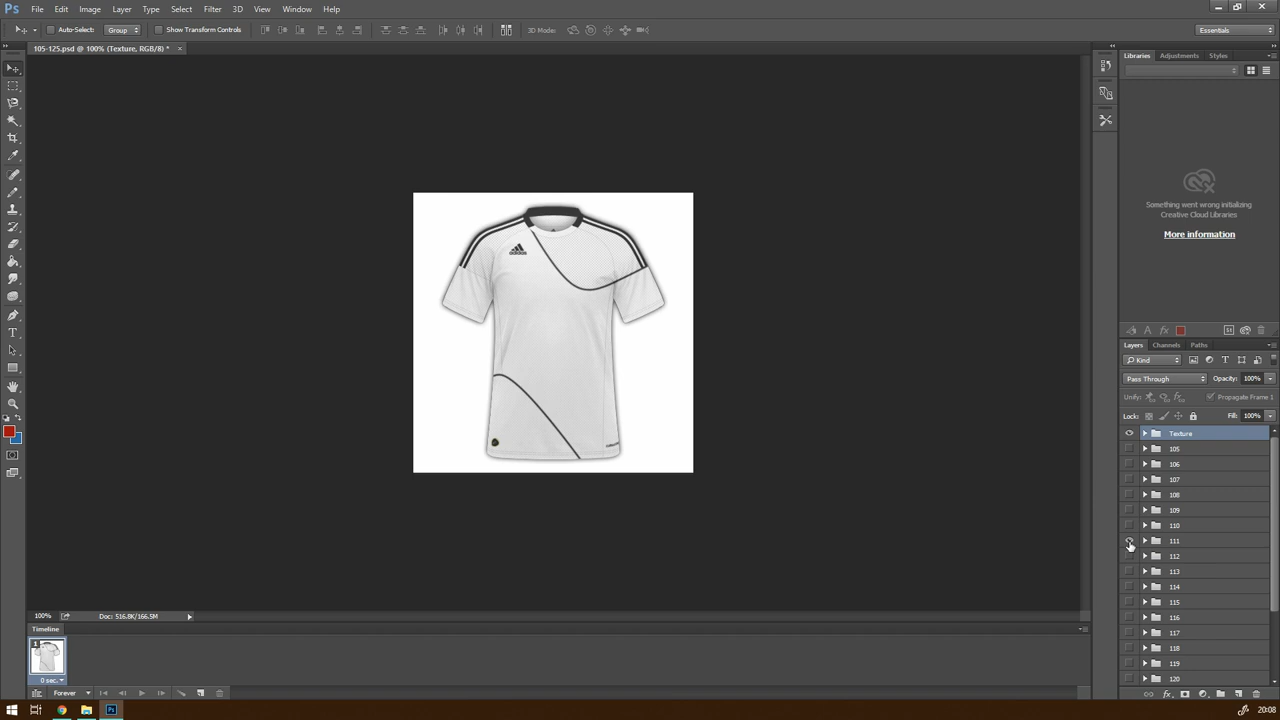 Ps File Edit Image Layer Type Select Filter 3D View Window Help
Auto-Select: Group Show Transform Controls 3D Mode: Essentials
105-125.psd @ 100% (Texture, RGB/8) * ×
Libraries Adjustments Styles
Something went wrong initializing
Creative Cloud Libraries
More information
adidas
Layers Channels Paths
Kind
Pass Through Opacity: 100%
Unify: Propagate Frame 1
Lock: Fill: 100%
Texture
105
106
107
108
109
110
111
112
113
114
115
116
117
118
119
120
100% Doc: 516.8K/166.5M
Timeline
1
0 sec.
Forever
Ps 20:08